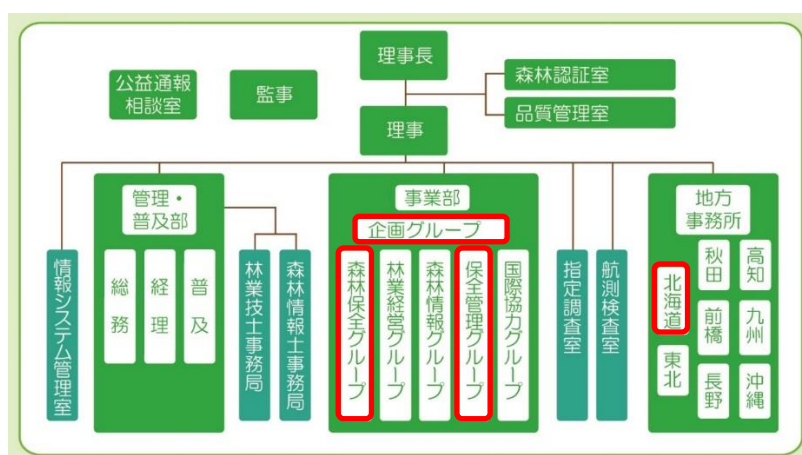 理事長
公益通報
相談室
監事
森林認証室
品質管理室
理事
情報システム管理室
管理・
普及部
総務
経理
普及
林業技士事務局
森林情報士事務局
事業部
企画グループ
森林保全グループ
林業経営グループ
森林情報グループ
保全管理グループ
国際協力グループ
指定調査室
航測検査室
地方
事務所
北海道
東北
秋田
前橋
長野
高知
九州
沖縄